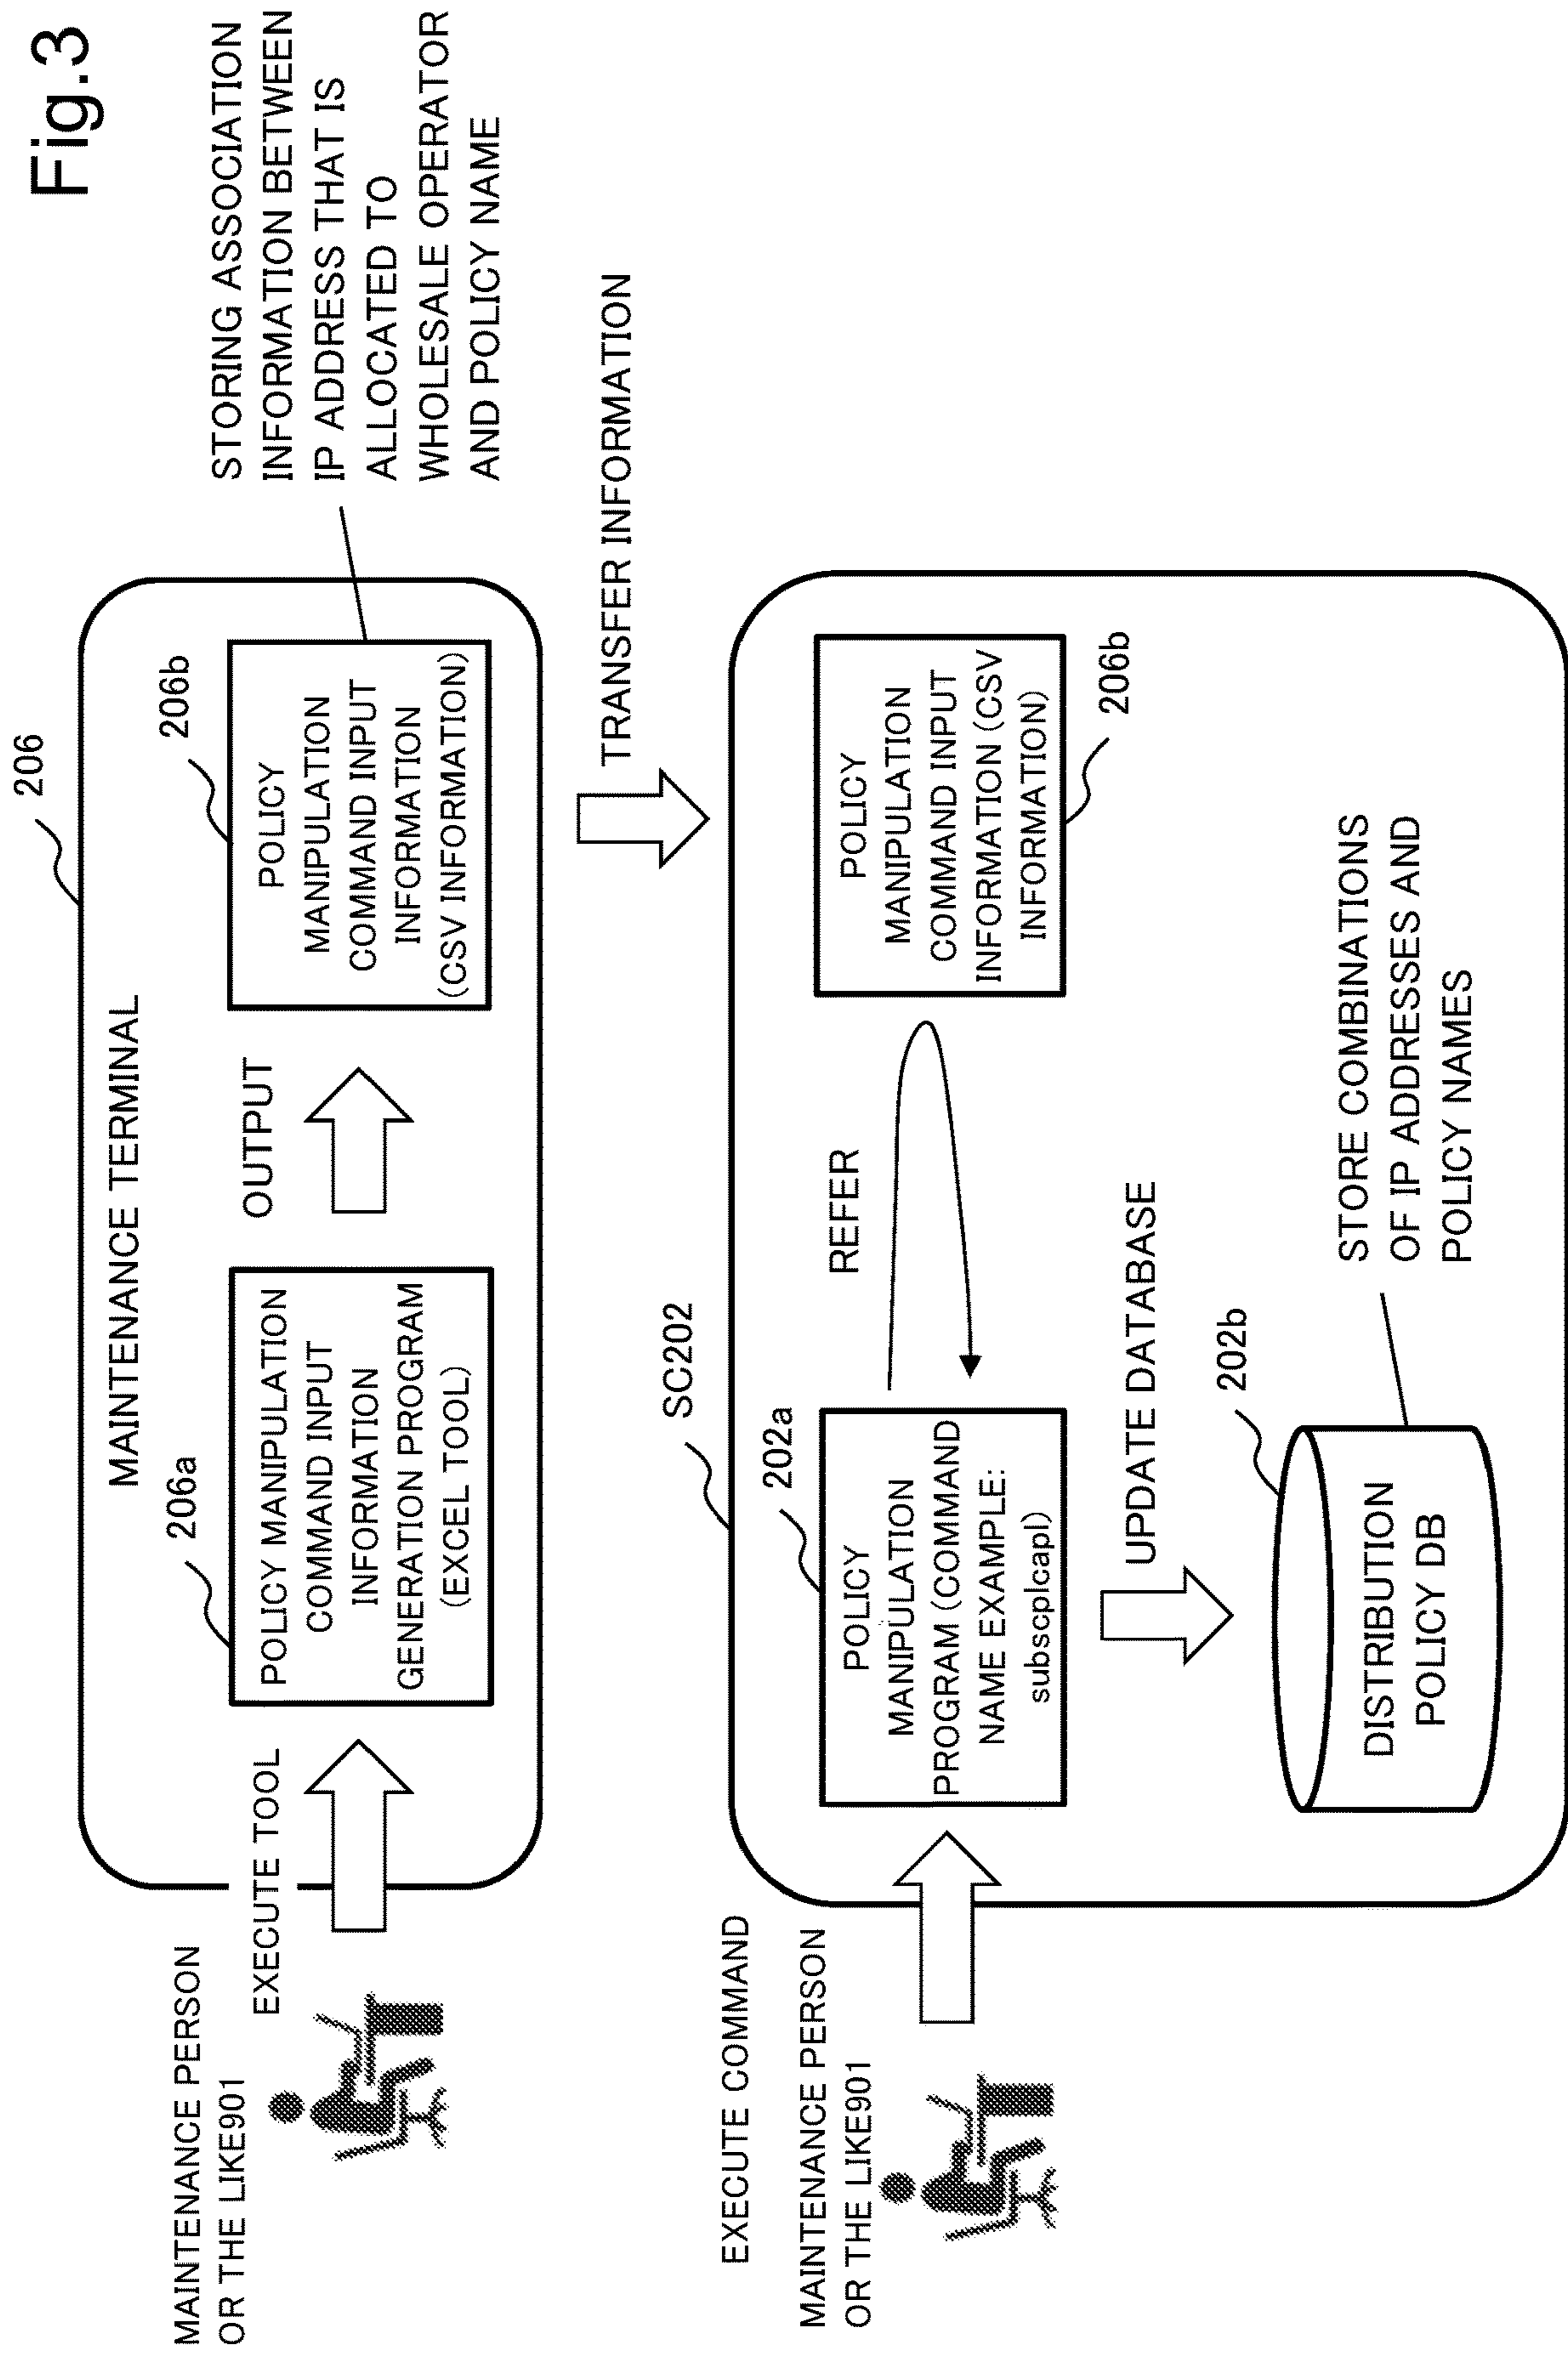 Fig.3
206
MAINTENANCE TERMINAL
MAINTENANCE PERSON
OR THE LIKE901
EXECUTE TOOL
206a
POLICY MANIPULATION
COMMAND INPUT
INFORMATION
GENERATION PROGRAM
(EXCEL TOOL)
OUTPUT
206b
POLICY
MANIPULATION
COMMAND INPUT
INFORMATION
(CSV INFORMATION)
STORING ASSOCIATION
INFORMATION BETWEEN
IP ADDRESS THAT IS
ALLOCATED TO
WHOLESALE OPERATOR
AND POLICY NAME
TRANSFER INFORMATION
SC202
EXECUTE COMMAND
MAINTENANCE PERSON
OR THE LIKE901
202a
POLICY
MANIPULATION
PROGRAM (COMMAND
NAME EXAMPLE:
subscplcapl)
REFER
POLICY
MANIPULATION
COMMAND INPUT
INFORMATION (CSV
INFORMATION)
206b
UPDATE DATABASE
202b
DISTRIBUTION
POLICY DB
STORE COMBINATIONS
OF IP ADDRESSES AND
POLICY NAMES